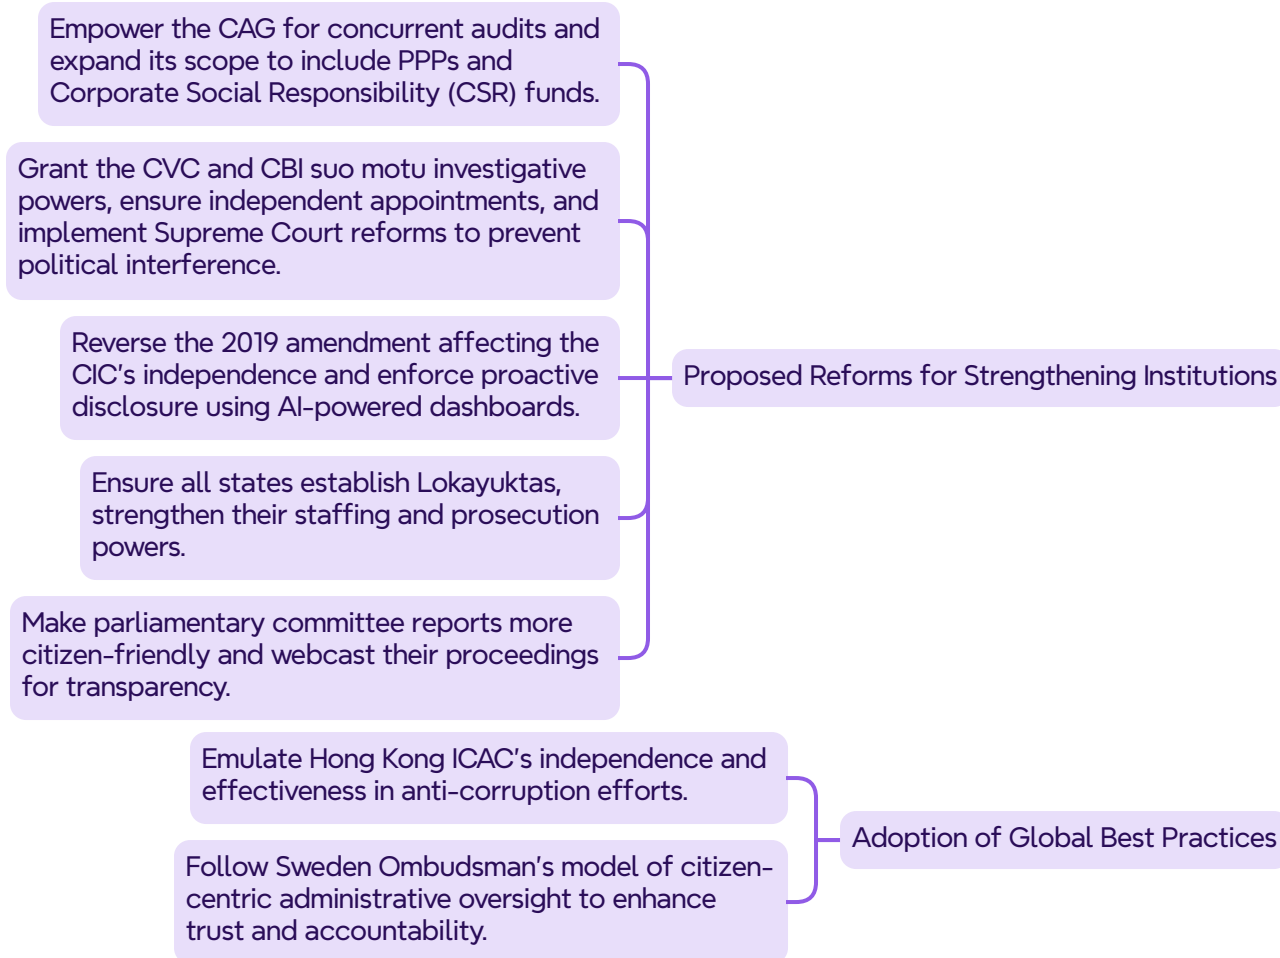 Empower the CAG for concurrent audits and
expand its scope to include PPPs and
Corporate Social Responsibility (CSR) funds.
Grant the CVC and CBI suo motu investigative
powers, ensure independent appointments, and
implement Supreme Court reforms to prevent
political interference.
Reverse the 2019 amendment affecting the
CIC's independence and enforce proactive
disclosure using AI-powered dashboards.
Proposed Reforms for Strengthening Institutions
Ensure all states establish Lokayuktas,
strengthen their staffing and prosecution
powers.
Make parliamentary committee reports more
citizen-friendly and webcast their proceedings
for transparency.
Emulate Hong Kong ICAC's independence and
effectiveness in anti-corruption efforts.
Adoption of Global Best Practices
Follow Sweden Ombudsman's model of citizen-
centric administrative oversight to enhance
trust and accountability.